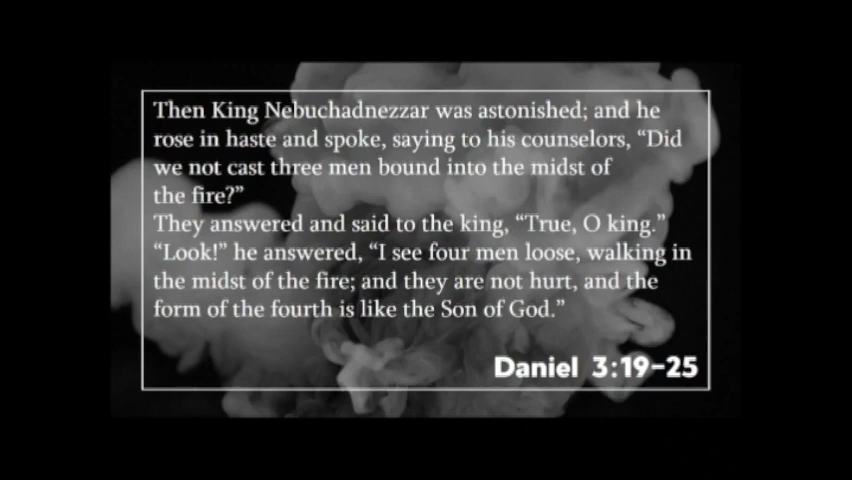 Then King Nebuchadnezzar was astonished; and he
rose in haste and spoke, saying to his counselors, “Did
we not cast three men bound into the midst of
the fire?”
They answered and said to the king, “True, O king.”
“Look!” he answered, “I see four men loose, walking in
the midst of the fire; and they are not hurt, and the
form of the fourth is like the Son of God.”
Daniel 3:19-25